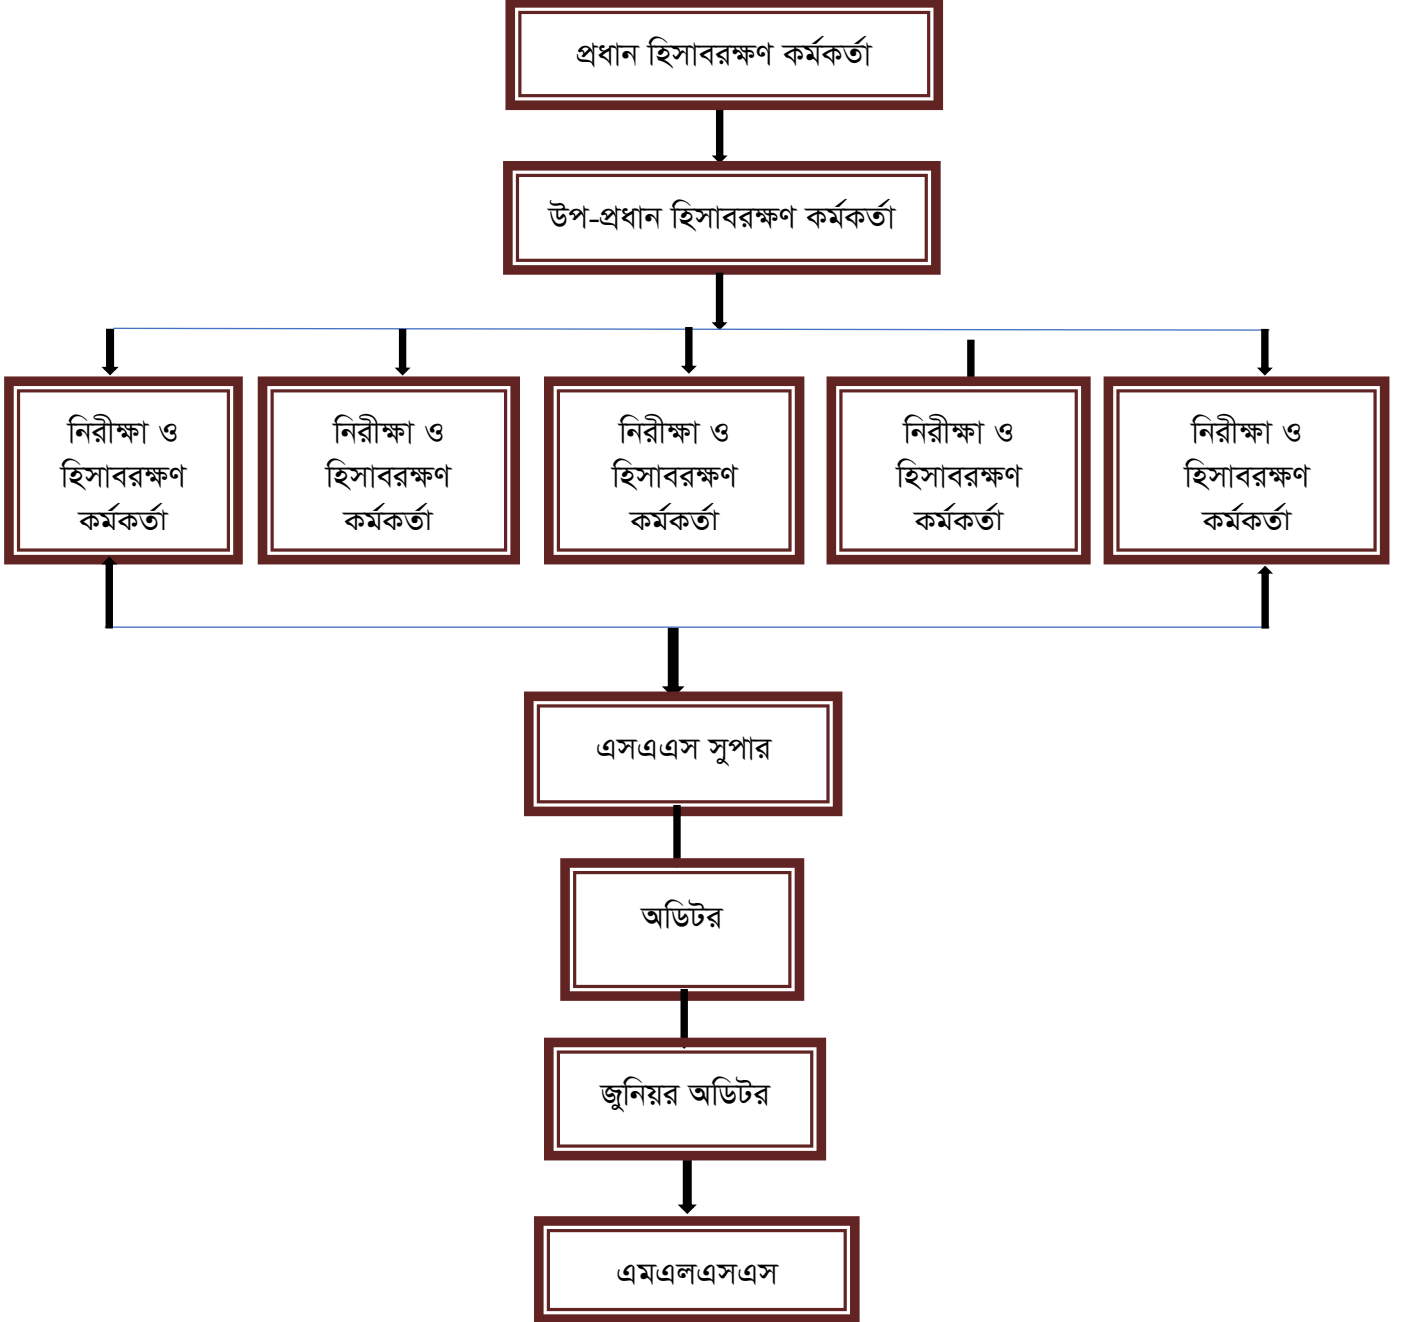 প্রধান হিসাবরক্ষণ কর্মকর্তা
উপ-প্রধান হিসাবরক্ষণ কর্মকর্তা
নিরীক্ষা ও
হিসাবরক্ষণ
কর্মকর্তা
নিরীক্ষা ও
হিসাবরক্ষণ
কর্মকর্তা
নিরীক্ষা ও
হিসাবরক্ষণ
কর্মকর্তা
নিরীক্ষা ও
হিসাবরক্ষণ
কর্মকর্তা
নিরীক্ষা ও
হিসাবরক্ষণ
কর্মকর্তা
এসএএস সুপার
অডিটর
জুনিয়র অডিটর
এমএলএসএস